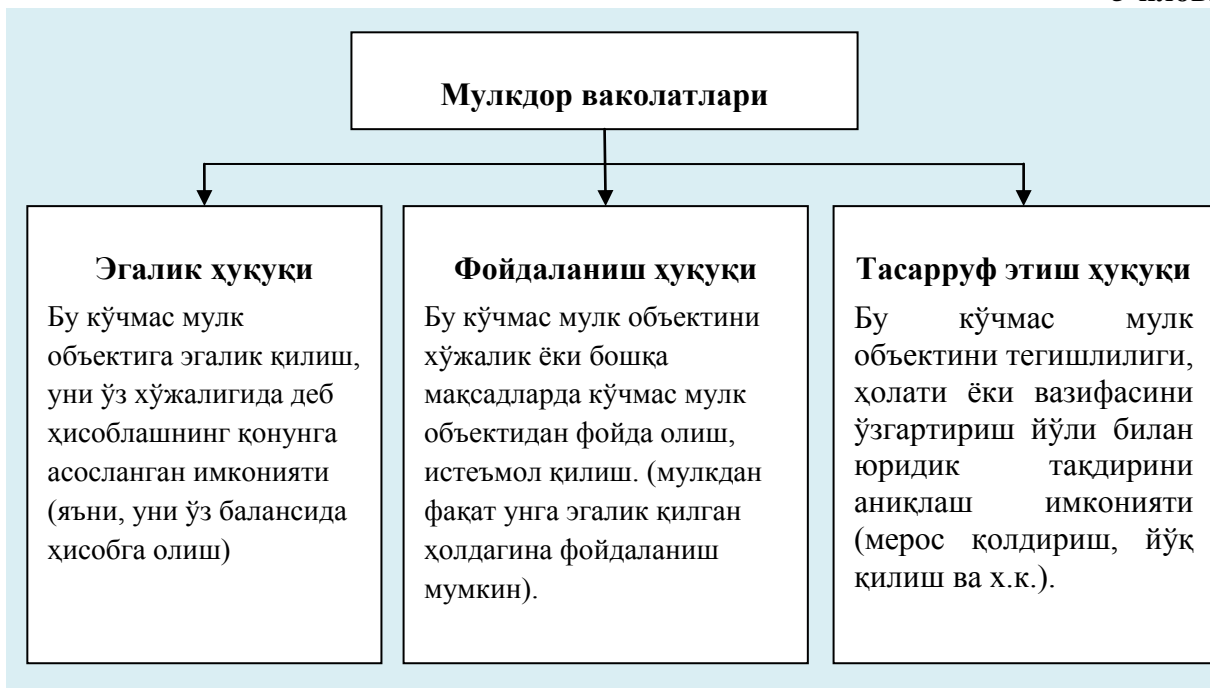 Мулкдор ваколатлари
Эгалик ҳуқуқи
Бу кўчмас мулк
объектига эгалик қилиш,
уни ўз хўжалигида деб
ҳисоблашнинг қонунга
асосланган имконияти
(яъни, уни ўз балансида
ҳисобга олиш)
Фойдаланиш ҳуқуқи
Бу кўчмас мулк объектини
хўжалик ёки бошқа
мақсадларда кўчмас мулк
объектидан фойда олиш,
истеъмол қилиш. (мулкдан
фақат унга эгалик қилган
ҳолдагина фойдаланиш
мумкин).
Тасарруф этиш ҳуқуқи
Бу кўчмас мулк
объектини тегишлилиги,
ҳолати ёки вазифасини
ўзгартириш йўли билан
юридик тақдирини
аниқлаш имконияти
(мерос қолдириш, йўқ
қилиш ва х.к.).